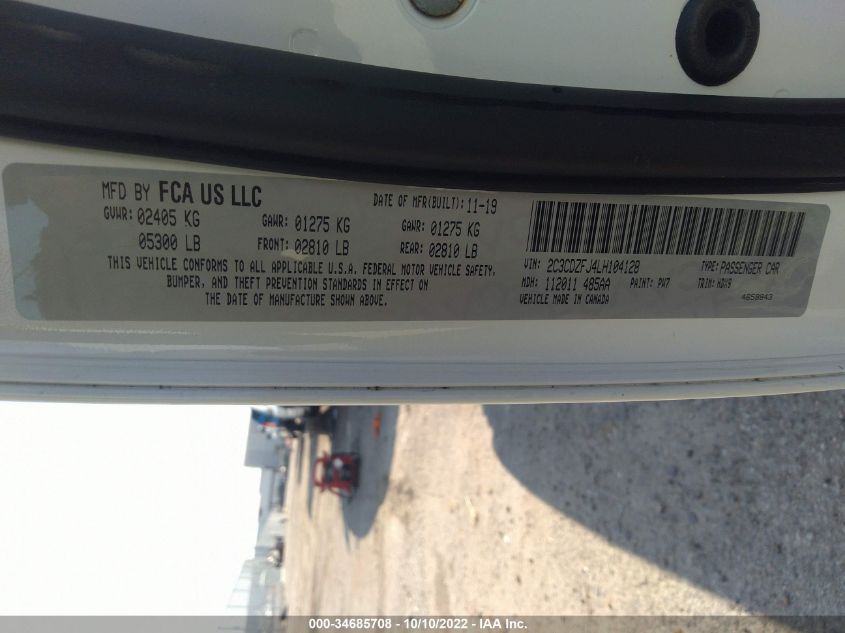 MFD BY FCA US LLC
DATE OF MFR(BUILT): 11-19
GVWR: 02405 KG
GAWR: 01275 KG
GAWR: 01275 KG
05300 LB
FRONT: 02810 LB
REAR: 02810 LB
THIS VEHICLE CONFORMS TO ALL APPLICABLE U.S.A. FEDERAL MOTOR VEHICLE SAFETY,
BUMPER, AND THEFT PREVENTION STANDARDS IN EFFECT ON
THE DATE OF MANUFACTURE SHOWN ABOVE.
VIN: 2C3CDZFJ4LH104128
TYPE: PASSENGER CAR
MDH: 112011 485AA
PAINT: PW7
TRIM: HDX9
VEHICLE MADE IN CANADA
4658943
000-34685708 - 10/10/2022 - IAA Inc.